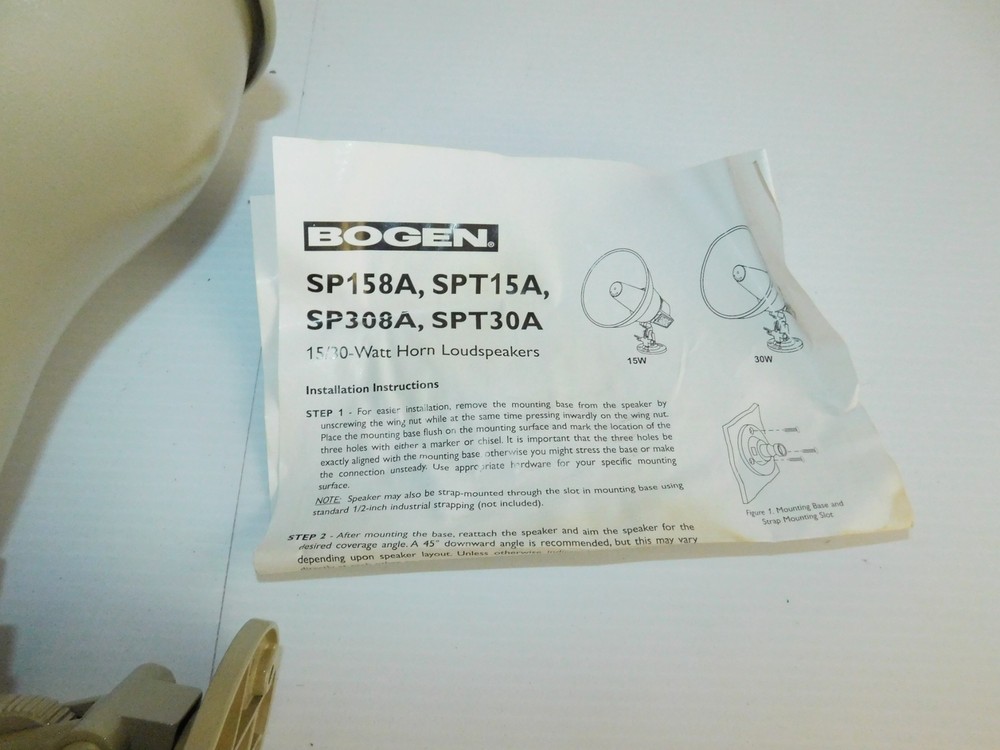 BOGEN®
SP158A, SPT15A,
SP308A, SPT30A
15/30-Watt Horn Loudspeakers
15W
30W
Installation Instructions
STEP 1 - For easier installation, remove the mounting base from the speaker by
unscrewing the wing nut while at the same time pressing inwardly on the wing nut.
Place the mounting base flush on the mounting surface and mark the location of the
three holes with either a marker or chisel. It is important that the three holes be
exactly aligned with the mounting base otherwise you might stress the base or make
the connection unsteady. Use appropriate hardware for your specific mounting
surface.
NOTE: Speaker may also be strap-mounted through the slot in mounting base using
standard 1/2-inch industrial strapping (not included).
Figure 1. Mounting Base and
Strap Mounting Slot.
STEP 2 - After mounting the base, reattach the speaker and aim the speaker for the
desired coverage angle. A 45° downward angle is recommended, but this may vary
depending upon speaker layout. Unless otherwise